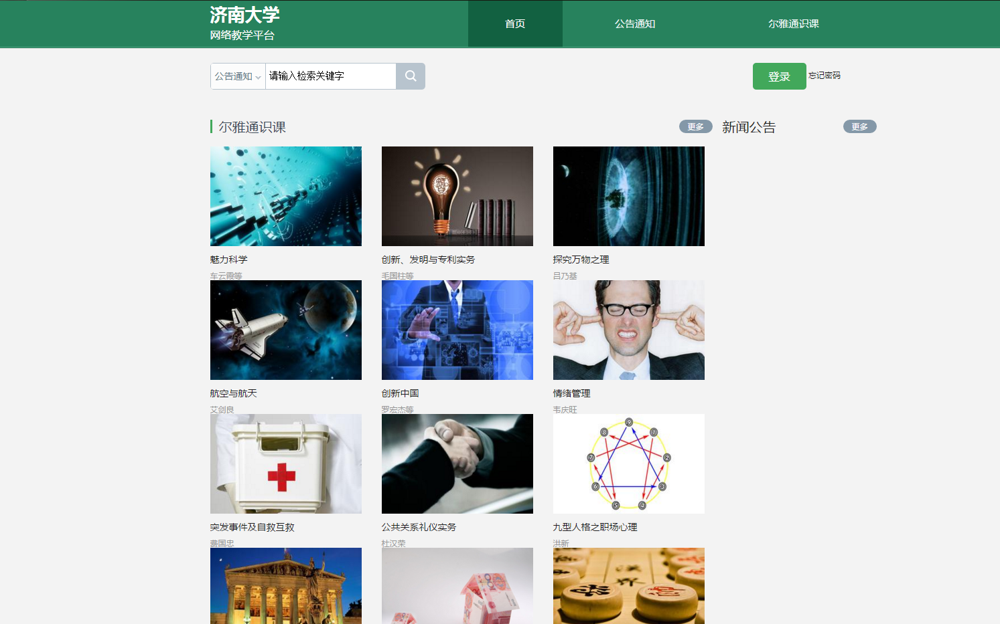 济南大学
网络教学平台
首页
公告通知
尔雅通识课
公告通知
请输入检索关键字
登录
忘记密码
尔雅通识课
更多
新闻公告
更多
魅力科学
创新、发明与专利实务
探究万物之理
车云霞等
毛国柱等
吕乃基
航空与航天
创新中国
情绪管理
艾剑良
罗宏杰等
韦庆旺
9
8
1
7
2
6
3
5
4
突发事件及自救互救
公共关系礼仪实务
九型人格之职场心理
费国忠
杜汉荣
洪新